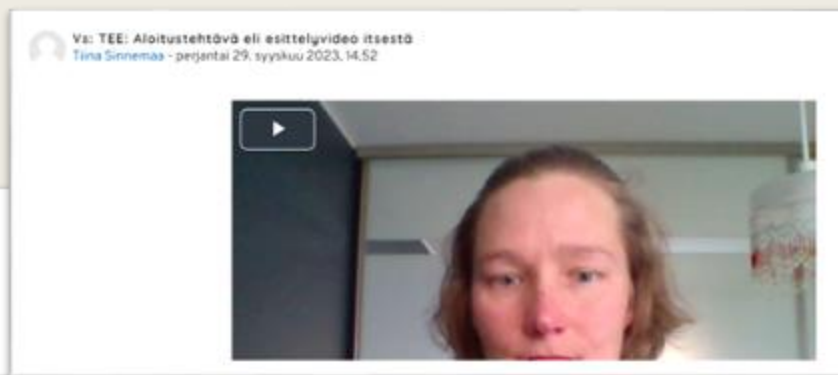 Vs: TEE: Aloitustehtävä eli esittelyvideo itsestä
Tiina Sinnemaa - perjantai 29. syyskuu 2023, 14.52